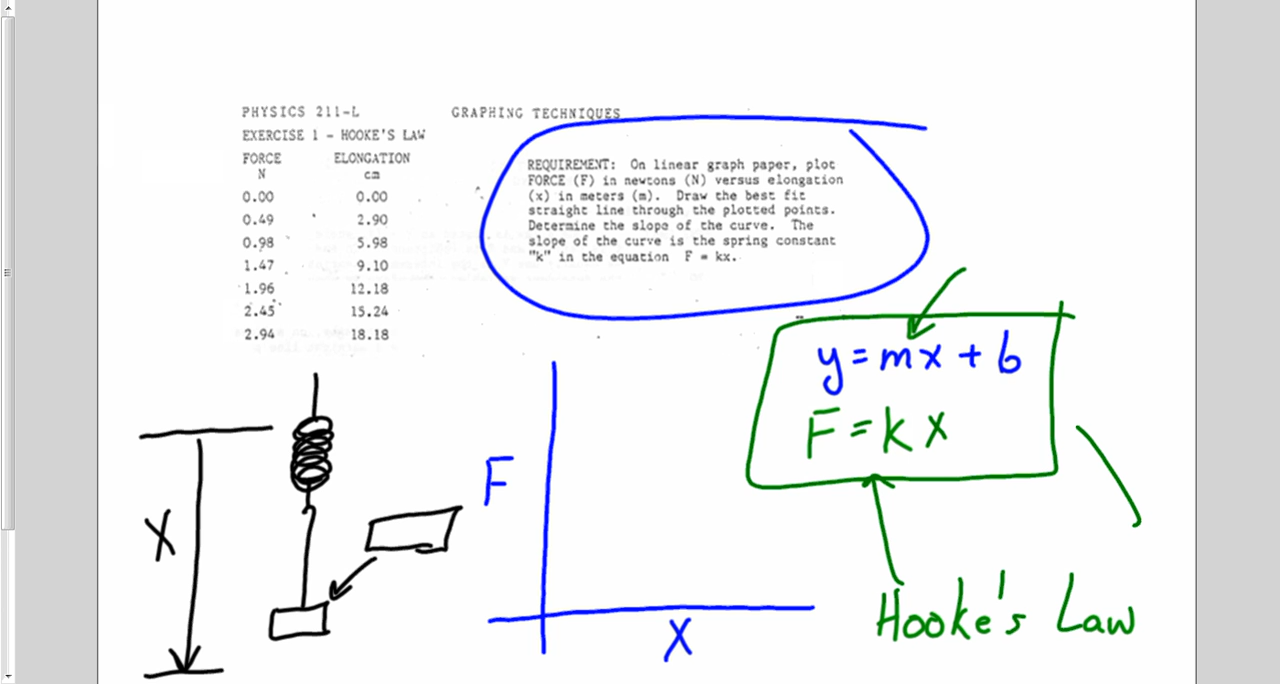 PHYSICS 211-L GRAPHING TECHNIQUES
EXERCISE 1 - HOOKE'S LAW
FORCE ELONGATION
N cm
0.00 0.00
0.49 2.90
0.98 5.98
1.47 9.10
1.96 12.18
2.45 15.24
2.94 18.18
REQUIREMENT: On linear graph paper, plot
FORCE (F) in newtons (N) versus elongation
(x) in meters (m). Draw the best fit
straight line through the plotted points.
Determine the slope of the curve. The
slope of the curve is the spring constant
"k" in the equation F = kx.
y = mx + b
F = kx
X
F
X
Hooke's Law